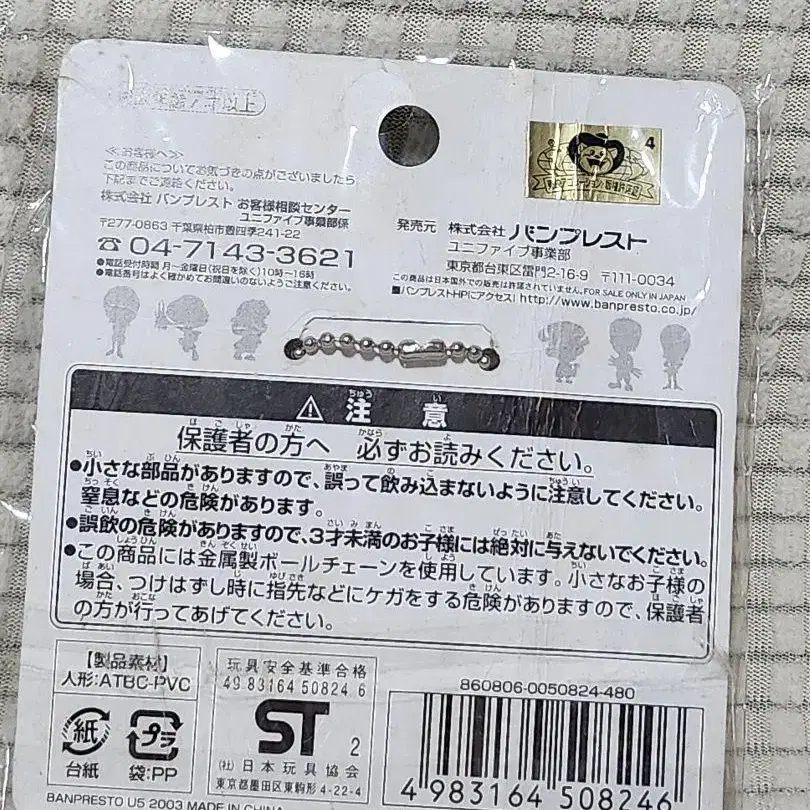 ≪お客様へ≫
この商品についてお気づきの点がございましたら
下記までご連絡ください。
株式会社 バンプレスト お客様相談センター
ユニファイブ事業部係
〒277-0863 千葉県柏市豊四季241-22
☎ 04-7143-3621
●電話受付時間 月～金曜日(祝日を除く)10時～16時
●電話番号はよく確かめてお間違いのないようご注意ください。
4
発売元 株式会社 バンプレスト
ユニファイブ事業部
東京都台東区雷門2-16-9 〒111-0034
この商品は日本国外での販売は許諾されていません。FOR SALE ONLY IN JAPAN
■バンプレストHPにアクセス! http://www.banpresto.co.jp/
⚠ 注意
保護者の方へ 必ずお読みください。
●小さな部品がありますので、誤って飲み込まないように注意してください。
窒息などの危険があります。
●誤飲の危険がありますので、3才未満のお子様には絶対に与えないでください。
●この商品には金属製ボールチェーンを使用しています。小さなお子様の
場合、つけはずし時に指先などにケガをする危険がありますので、保護者
の方が行ってあげてください。
【製品素材】
人形:ATBC-PVC
紙
プラ
台紙
袋:PP
玩具安全基準合格
49 83164 50824 6
ST 2
(社)日本玩具協会
東京都墨田区東駒形4-22-4
860806-0050824-480
4 983164 508246
BANPRESTO U5 2003 MADE IN CHINA